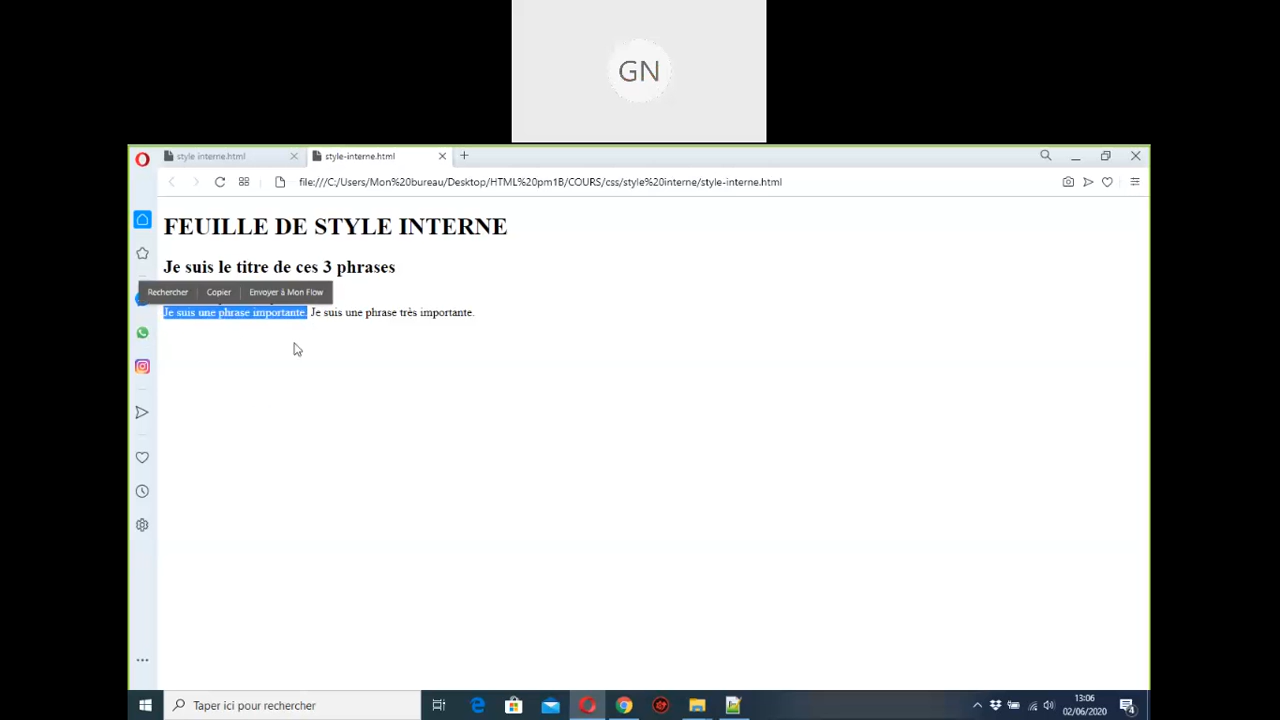 GN
style interne.html
style-interne.html
file:///C:/Users/Mon%20bureau/Desktop/HTML%20pm1B/COURS/css/style%20interne/style-interne.html
FEUILLE DE STYLE INTERNE
Je suis le titre de ces 3 phrases
Rechercher Copier Envoyer à Mon Flow
Je suis une phrase importante. Je suis une phrase très importante.
Taper ici pour rechercher
13:06
02/06/2020
4